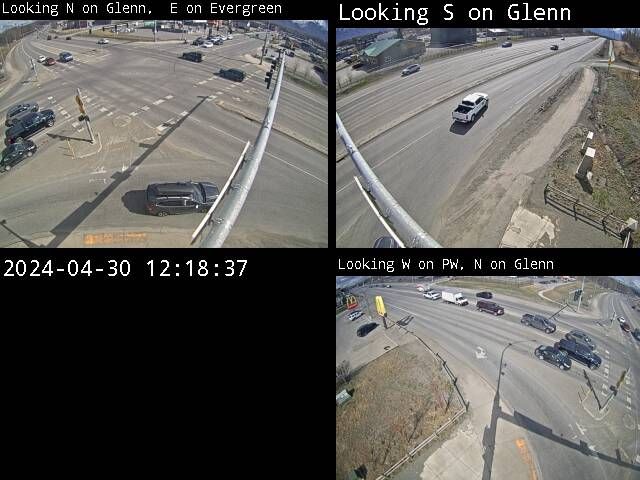 Looking N on Glenn,  E on Evergreen
Looking S on Glenn
2024-04-30 12:18:37
Looking W on PW, N on Glenn